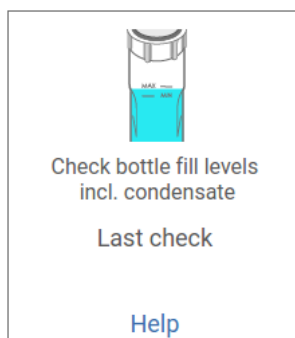 MAX
MIN
Check bottle fill levels
incl. condensate
Last check
Help